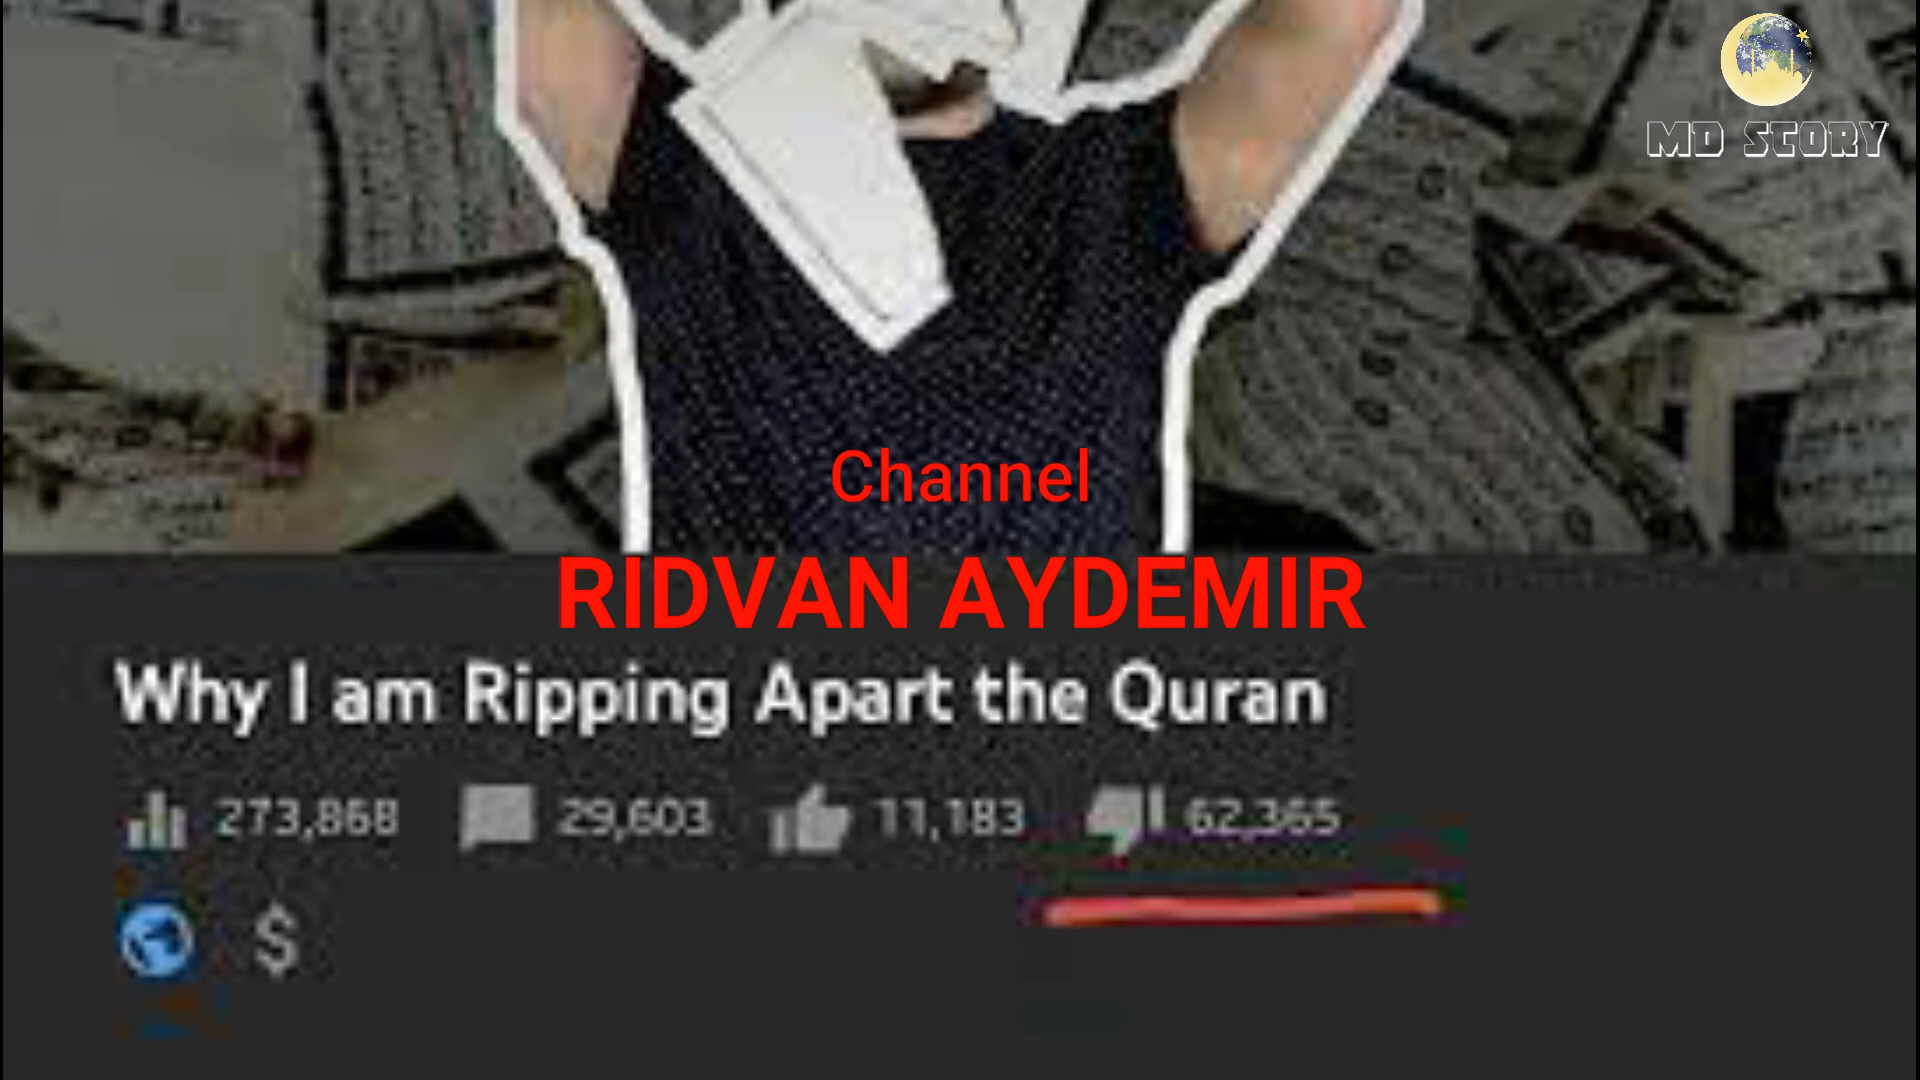 MD STORY
Channel
RIDVAN AYDEMIR
Why I am Ripping Apart the Quran
273,868 29,603 11,183 62,365
$